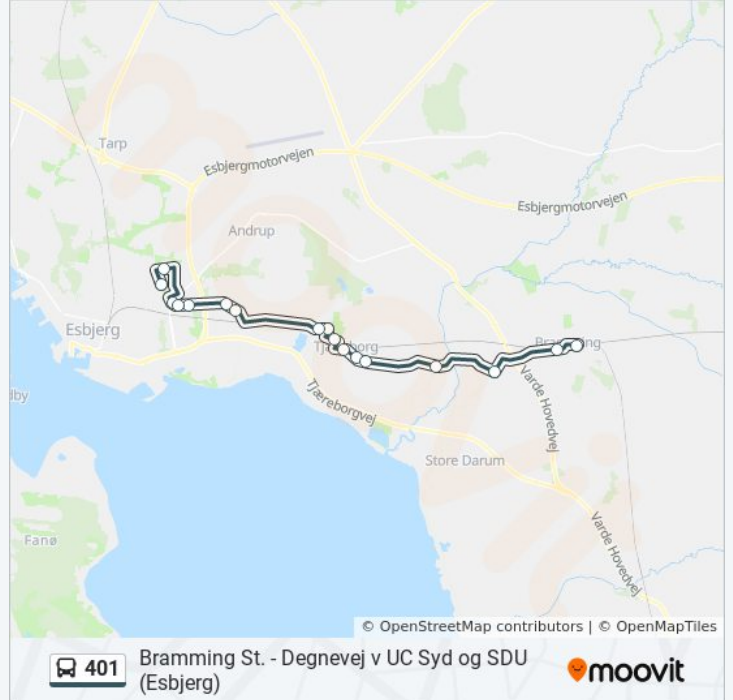 Tarp
Esbjergmotorvejen
Esbjergmotorvejen
Andrup
Esbjerg
Bramming
Tjæreborg
Varde Hovedvej
Tjæreborgvej
Store Darum
Varde Hovedvej
Fanø
© OpenStreetMap contributors | © OpenMapTiles
401
Bramming St. - Degnevej v UC Syd og SDU
(Esbjerg)
moovit